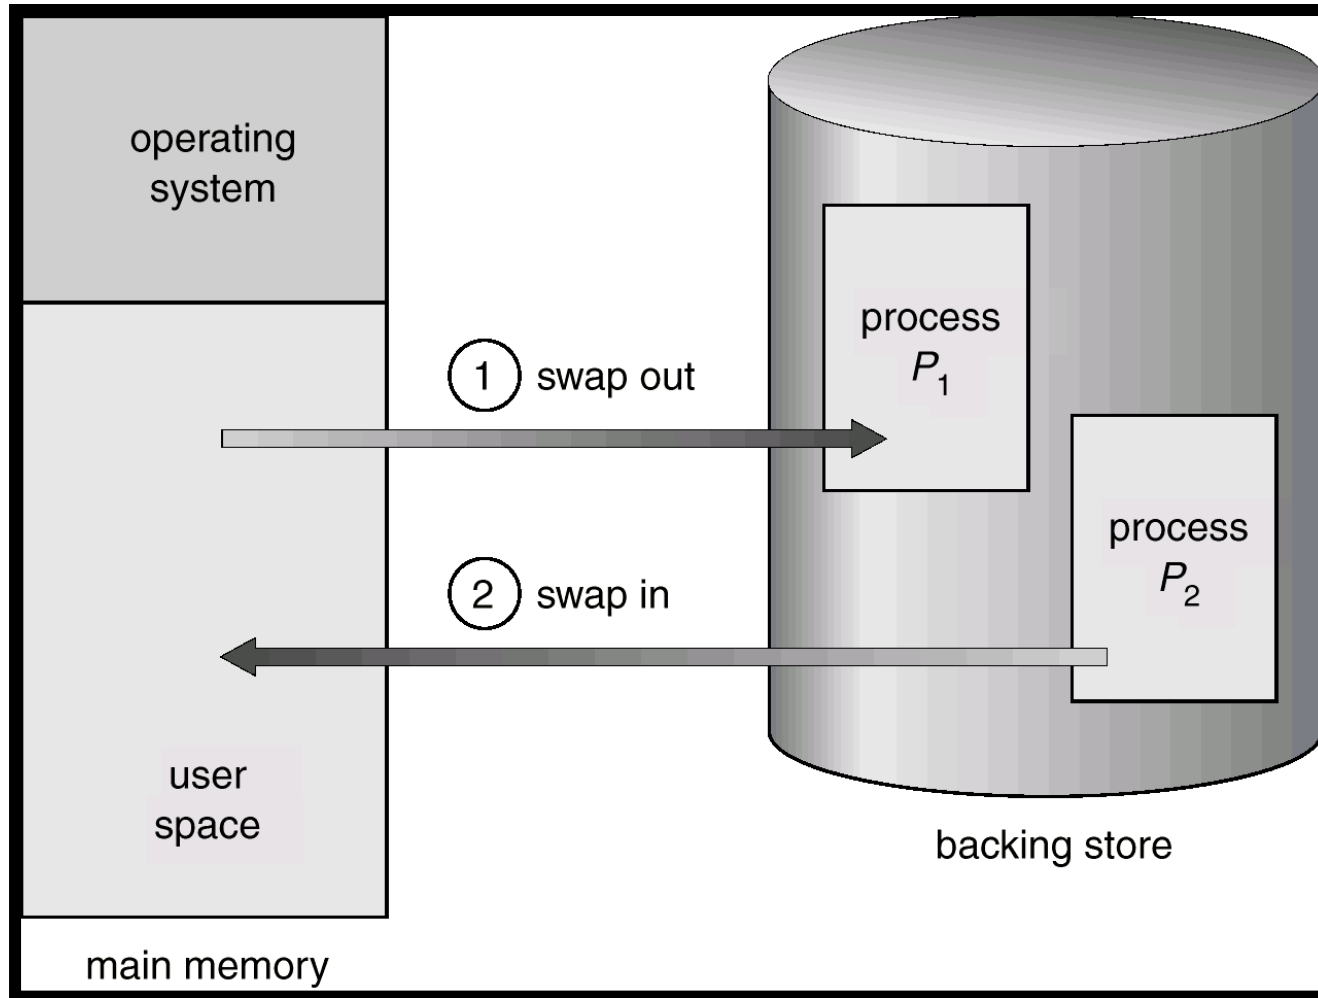 operating
system
process
P1
1 swap out
process
P2
2 swap in
user
space
backing store
main memory